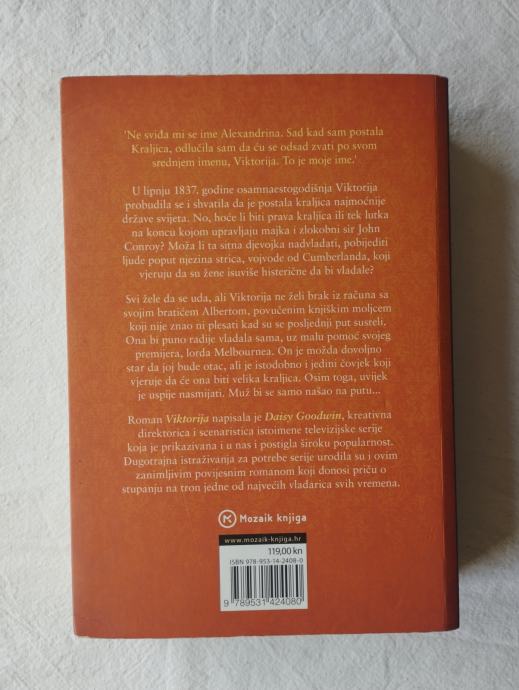 'Ne sviđa mi se ime Alexandrina. Sad kad sam postala
Kraljica, odlučila sam da ću se odsad zvati po svom
srednjem imenu, Viktorija. To je moje ime.'
U lipnju 1837. godine osamnaestogodišnja Viktorija
probudila se i shvatila da je postala kraljica najmoćnije
države svijeta. No, hoće li biti prava kraljica ili tek lutka
na koncu kojom upravljaju majka i zlokobni sir John
Conroy? Može li ta sitna djevojka nadvladati, pobijediti
ljude poput njezina strica, vojvode od Cumberlanda, koji
vjeruju da su žene isuviše histerične da bi vladale?
Svi žele da se uda, ali Viktorija ne želi brak iz računa sa
svojim bratićem Albertom, povučenim knjiškim moljcem
koji nije znao ni plesati kad su se posljednji put susreli.
Ona bi puno radije vladala sama, uz malu pomoć svojeg
premijera, lorda Melbournea. On je možda dovoljno
star da joj bude otac, ali je istodobno i jedini čovjek koji
vjeruje da će ona biti velika kraljica. Osim toga, uvijek
je uspije nasmijati. Muž bi se samo našao na putu...
Roman Viktorija napisala je Daisy Goodwin, kreativna
direktorica i scenaristica istoimene televizijske serije
koja je prikazivana i u nas i postigla široku popularnost.
Dugotrajna istraživanja za potrebe serije urodila su i ovim
zanimljivim povijesnim romanom koji donosi priču o
stupanju na tron jedne od najvećih vladarica svih vremena.
Mozaik knjiga
www.mozaik-knjiga.hr
119,00 kn
ISBN 978-953-14-2408-0
9 789531 424080